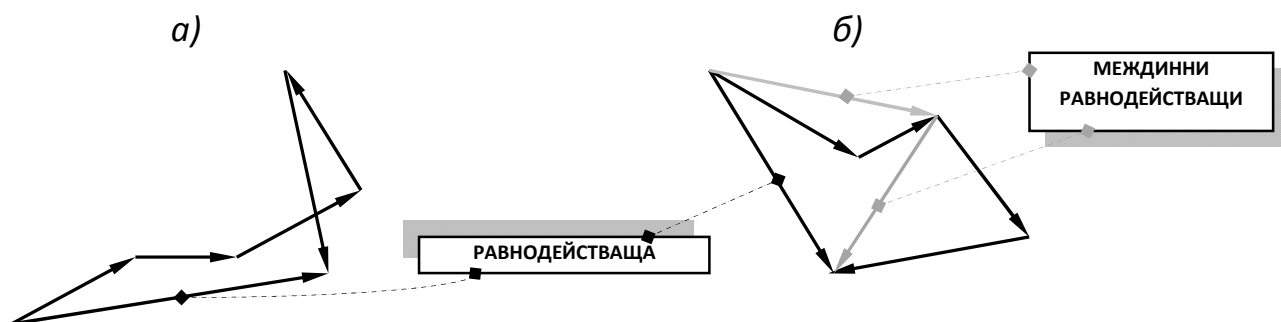 а)
б)
МЕЖДИННИ
РАВНОДЕЙСТВАЩИ
РАВНОДЕЙСТВАЩА